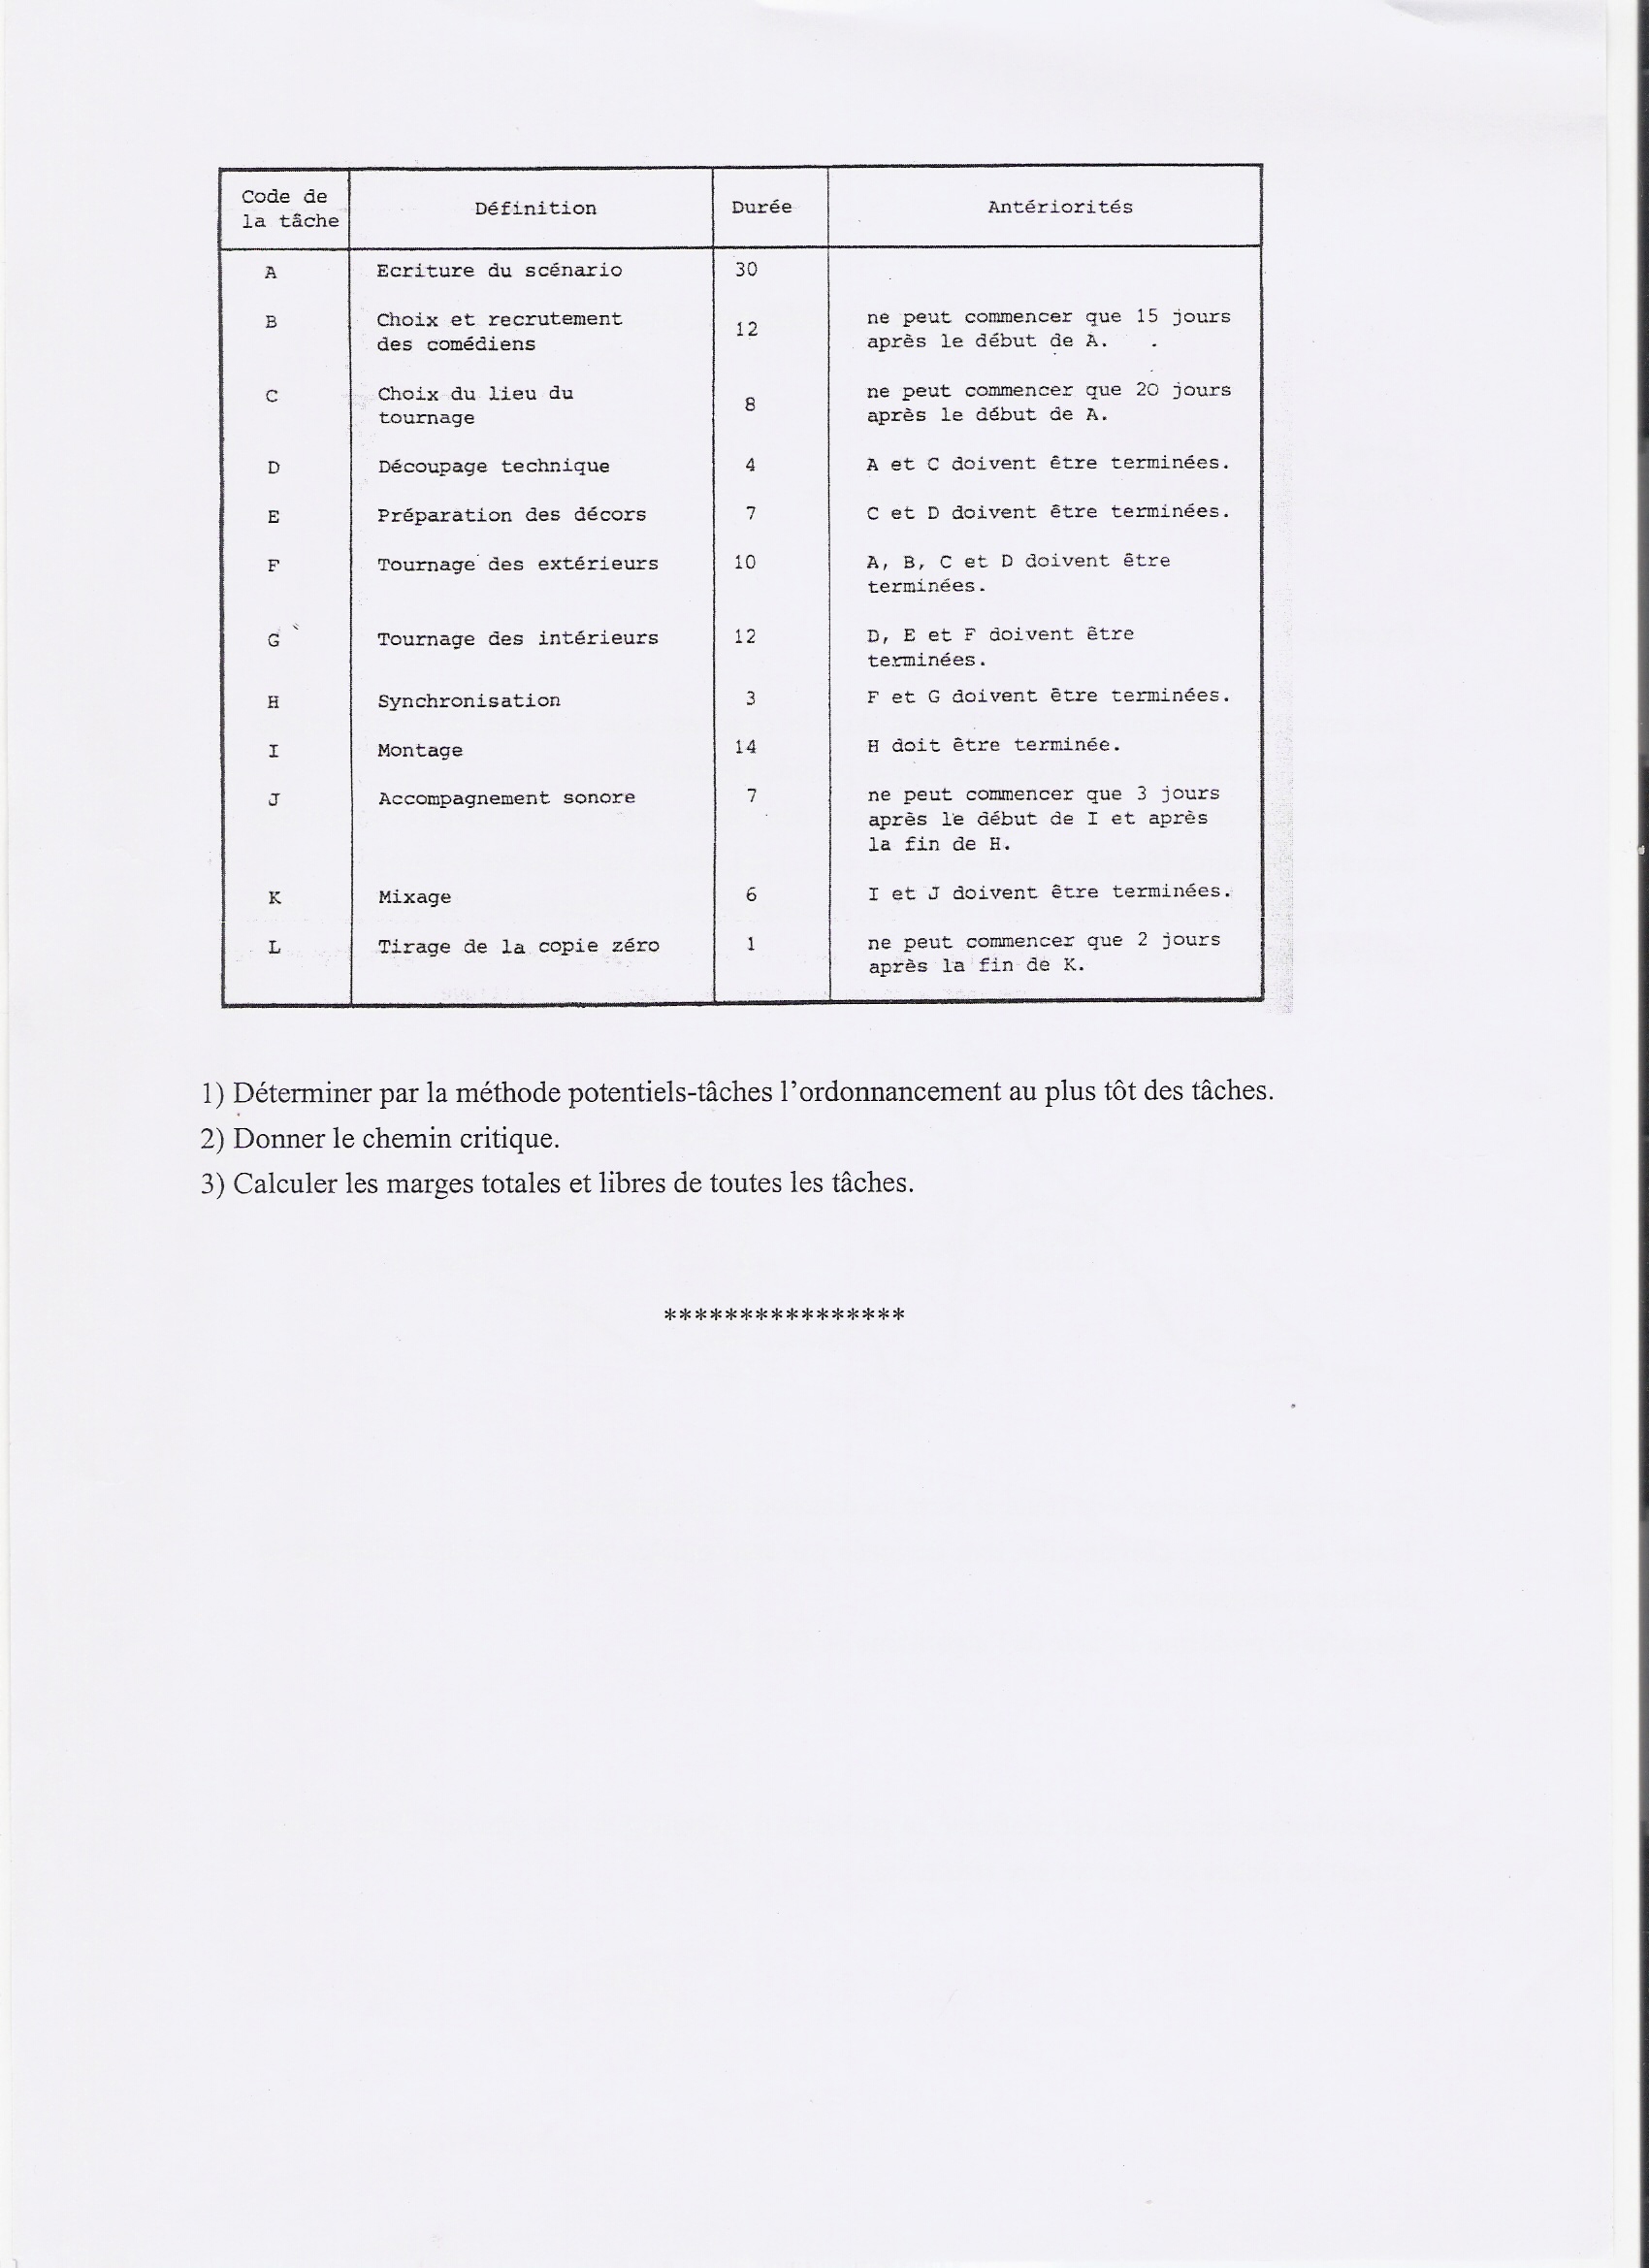 Code de la tâche Définition Durée Antériorités
A Ecriture du scénario 30
B Choix et recrutement des comédiens 12 ne peut commencer que 15 jours après le début de A.
C Choix du lieu du tournage 8 ne peut commencer que 20 jours après le début de A.
D Découpage technique 4 A et C doivent être terminées.
E Préparation des décors 7 C et D doivent être terminées.
F Tournage des extérieurs 10 A, B, C et D doivent être terminées.
G Tournage des intérieurs 12 D, E et F doivent être terminées.
H Synchronisation 3 F et G doivent être terminées.
I Montage 14 H doit être terminée.
J Accompagnement sonore 7 ne peut commencer que 3 jours après le début de I et après la fin de H.
K Mixage 6 I et J doivent être terminées.
L Tirage de la copie zéro 1 ne peut commencer que 2 jours après la fin de K.
1) Déterminer par la méthode potentiels-tâches l'ordonnancement au plus tôt des tâches.
2) Donner le chemin critique.
3) Calculer les marges totales et libres de toutes les tâches.
****************